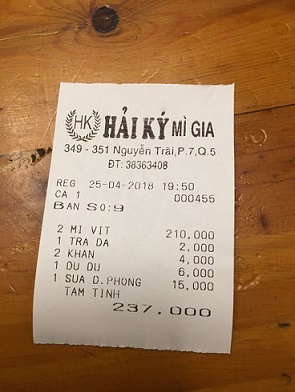 HK HẢI KÝ MÌ GIA
349 - 351 Nguyễn Trãi,P.7,Q.5
ĐT: 38363408
REG 25-04-2018 19:50
CA 1 000455
BAN SO:9
2 MI VIT 210,000
1 TRA DA 2,000
2 KHAN 4,000
1 DU DU 6,000
1 SUA D.PHONG 15,000
TAM TINH
237,000